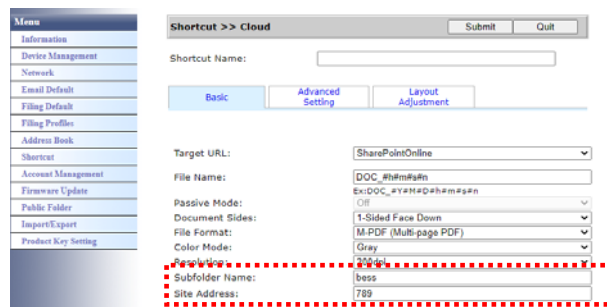 Menu
Information
Device Management
Network
Email Default
Filing Default
Filing Profiles
Address Book
Shortcut
Account Management
Firmware Update
Public Folder
Import/Export
Product Key Setting
Shortcut >> Cloud
Submit
Quit
Shortcut Name:
Basic
Advanced Setting
Layout Adjustment
Target URL: SharePointOnline
File Name: DOC_#h#m#s#n
Ex:DOC_#Y#M#D#h#m#s#n
Passive Mode: Off
Document Sides: 1-Sided Face Down
File Format: M-PDF (Multi-page PDF)
Color Mode: Gray
Resolution: 200dpi
Subfolder Name: bess
Site Address: 789